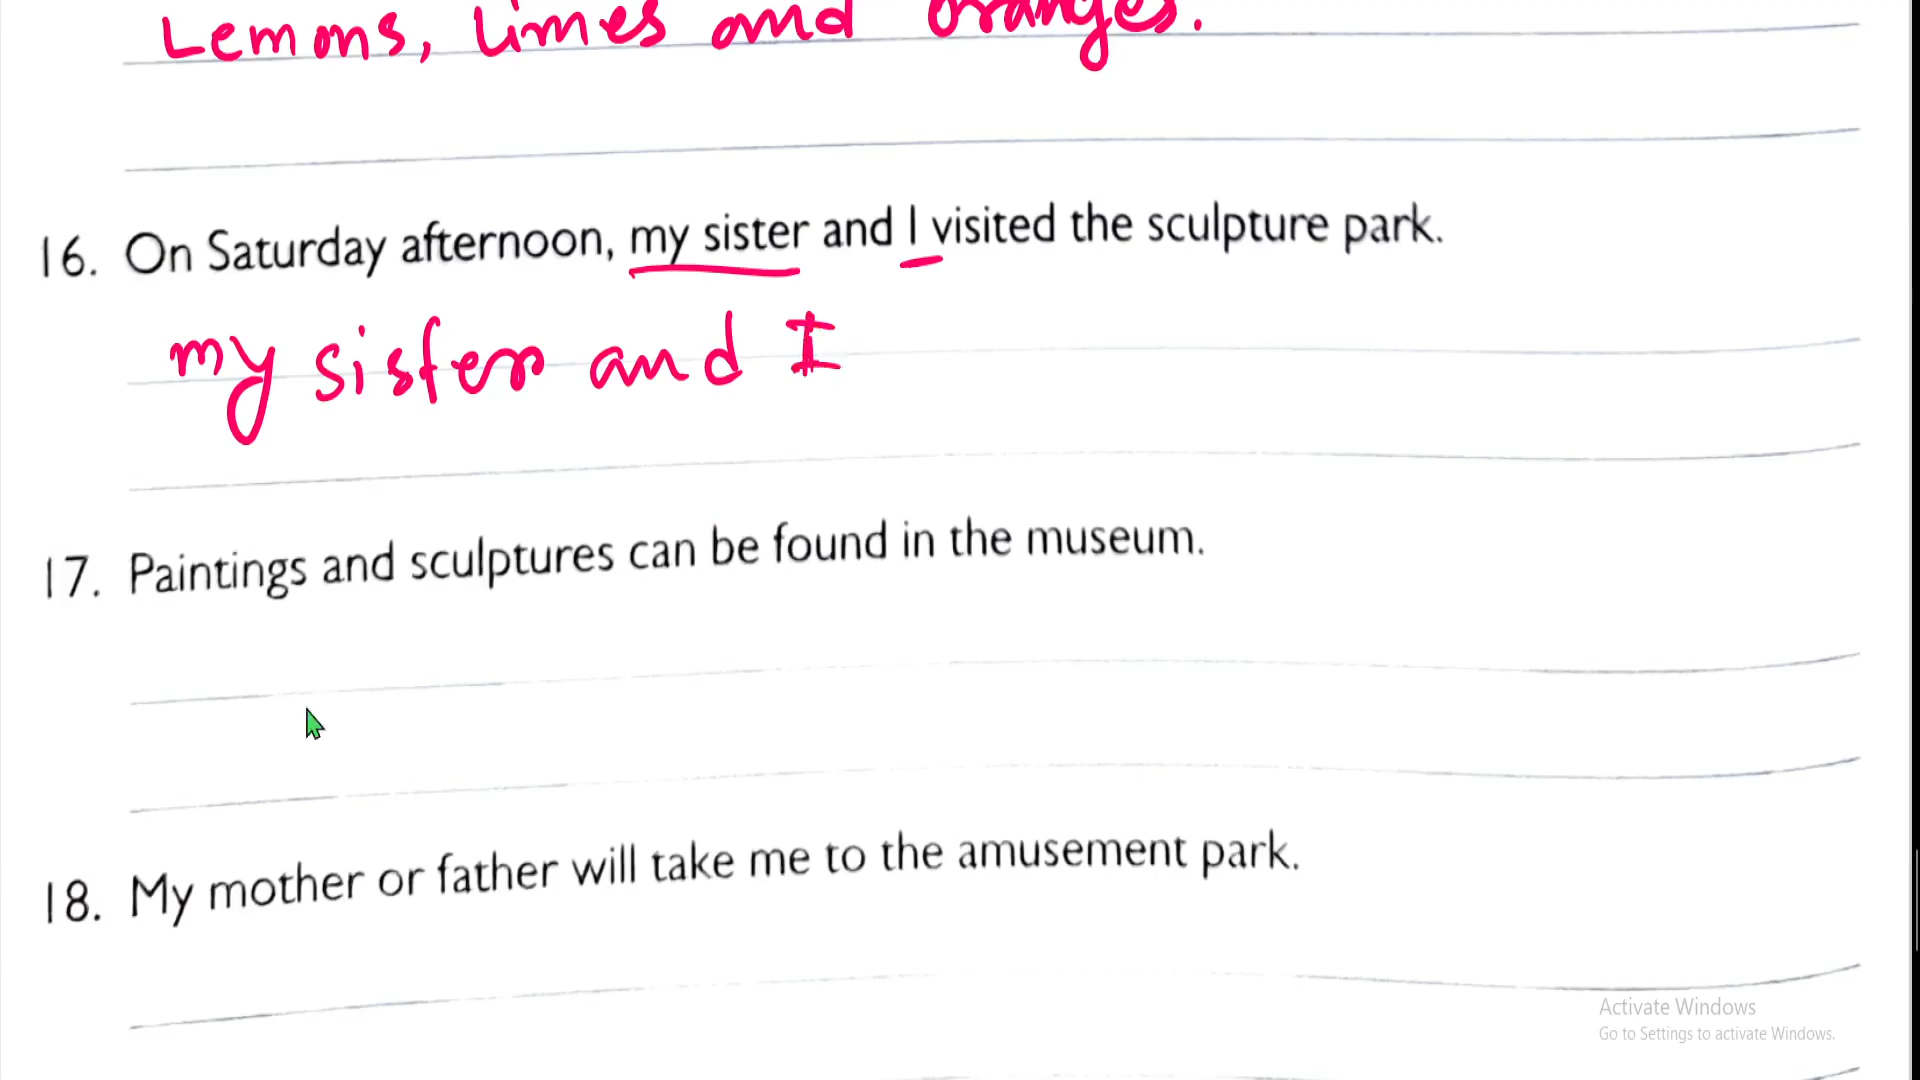 Lemons, limes and oranges.
16. On Saturday afternoon, my sister and I visited the sculpture park.
my sister and I
17. Paintings and sculptures can be found in the museum.
18. My mother or father will take me to the amusement park.
Activate Windows
Go to Settings to activate Windows.